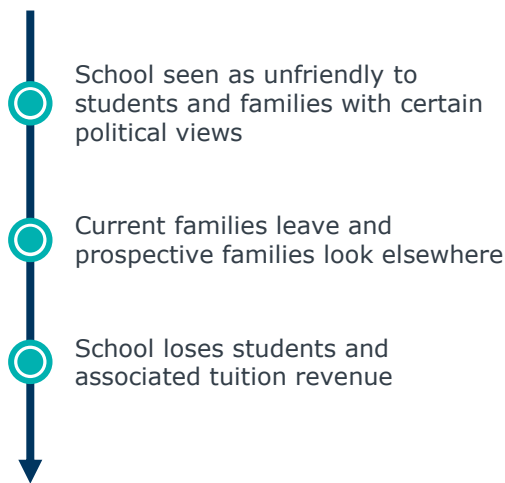 School seen as unfriendly to
students and families with certain
political views
Current families leave and
prospective families look elsewhere
School loses students and
associated tuition revenue